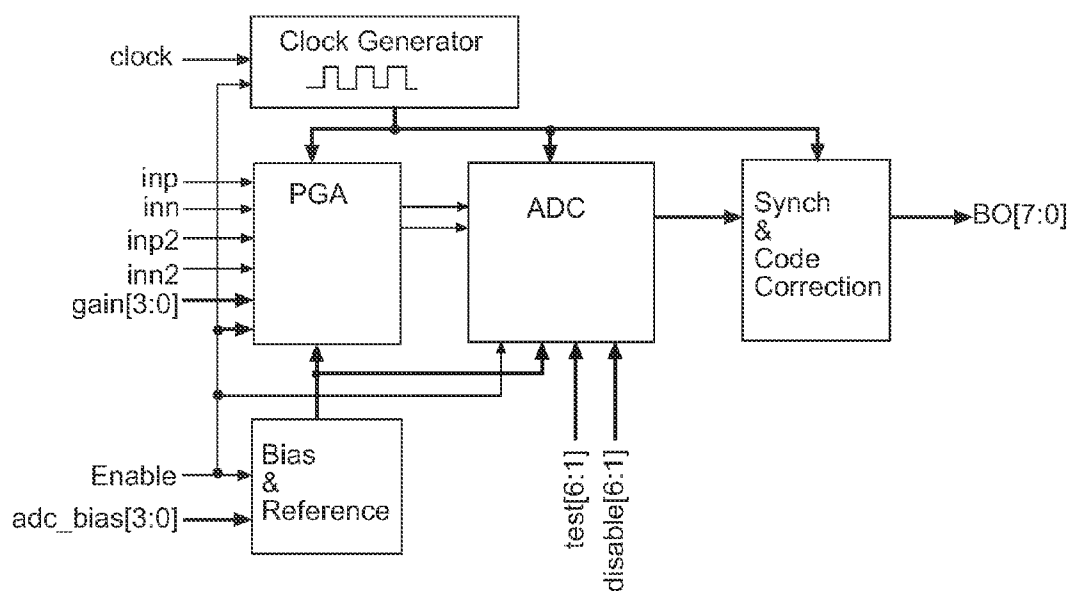 Clock Generator
clock
inp
inn
inp2
inn2
gain[3:0]
PGA
ADC
Synch
&
Code
Correction
BO[7:0]
Enable
adc_bias[3:0]
Bias
&
Reference
test[6:1]
disable[6:1]